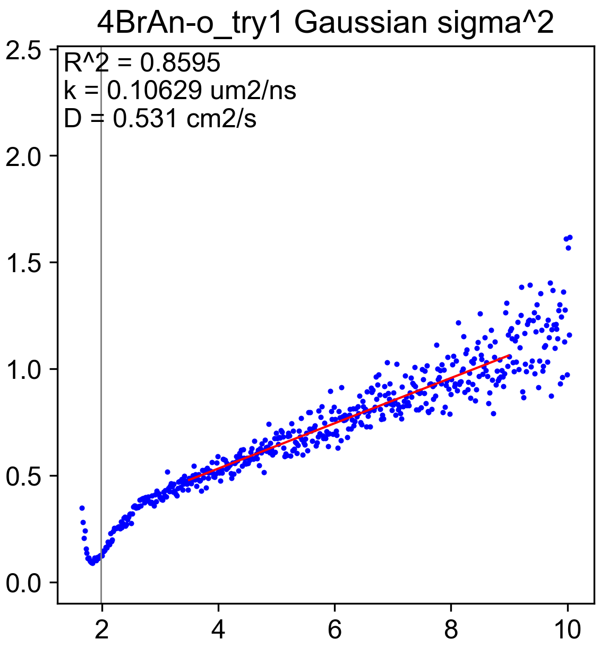 4BrAn-o_try1 Gaussian sigma^2
2.5
R^2 = 0.8595
k = 0.10629 um2/ns
D = 0.531 cm2/s
2.0
1.5
1.0
0.5
0.0
2 4 6 8 10